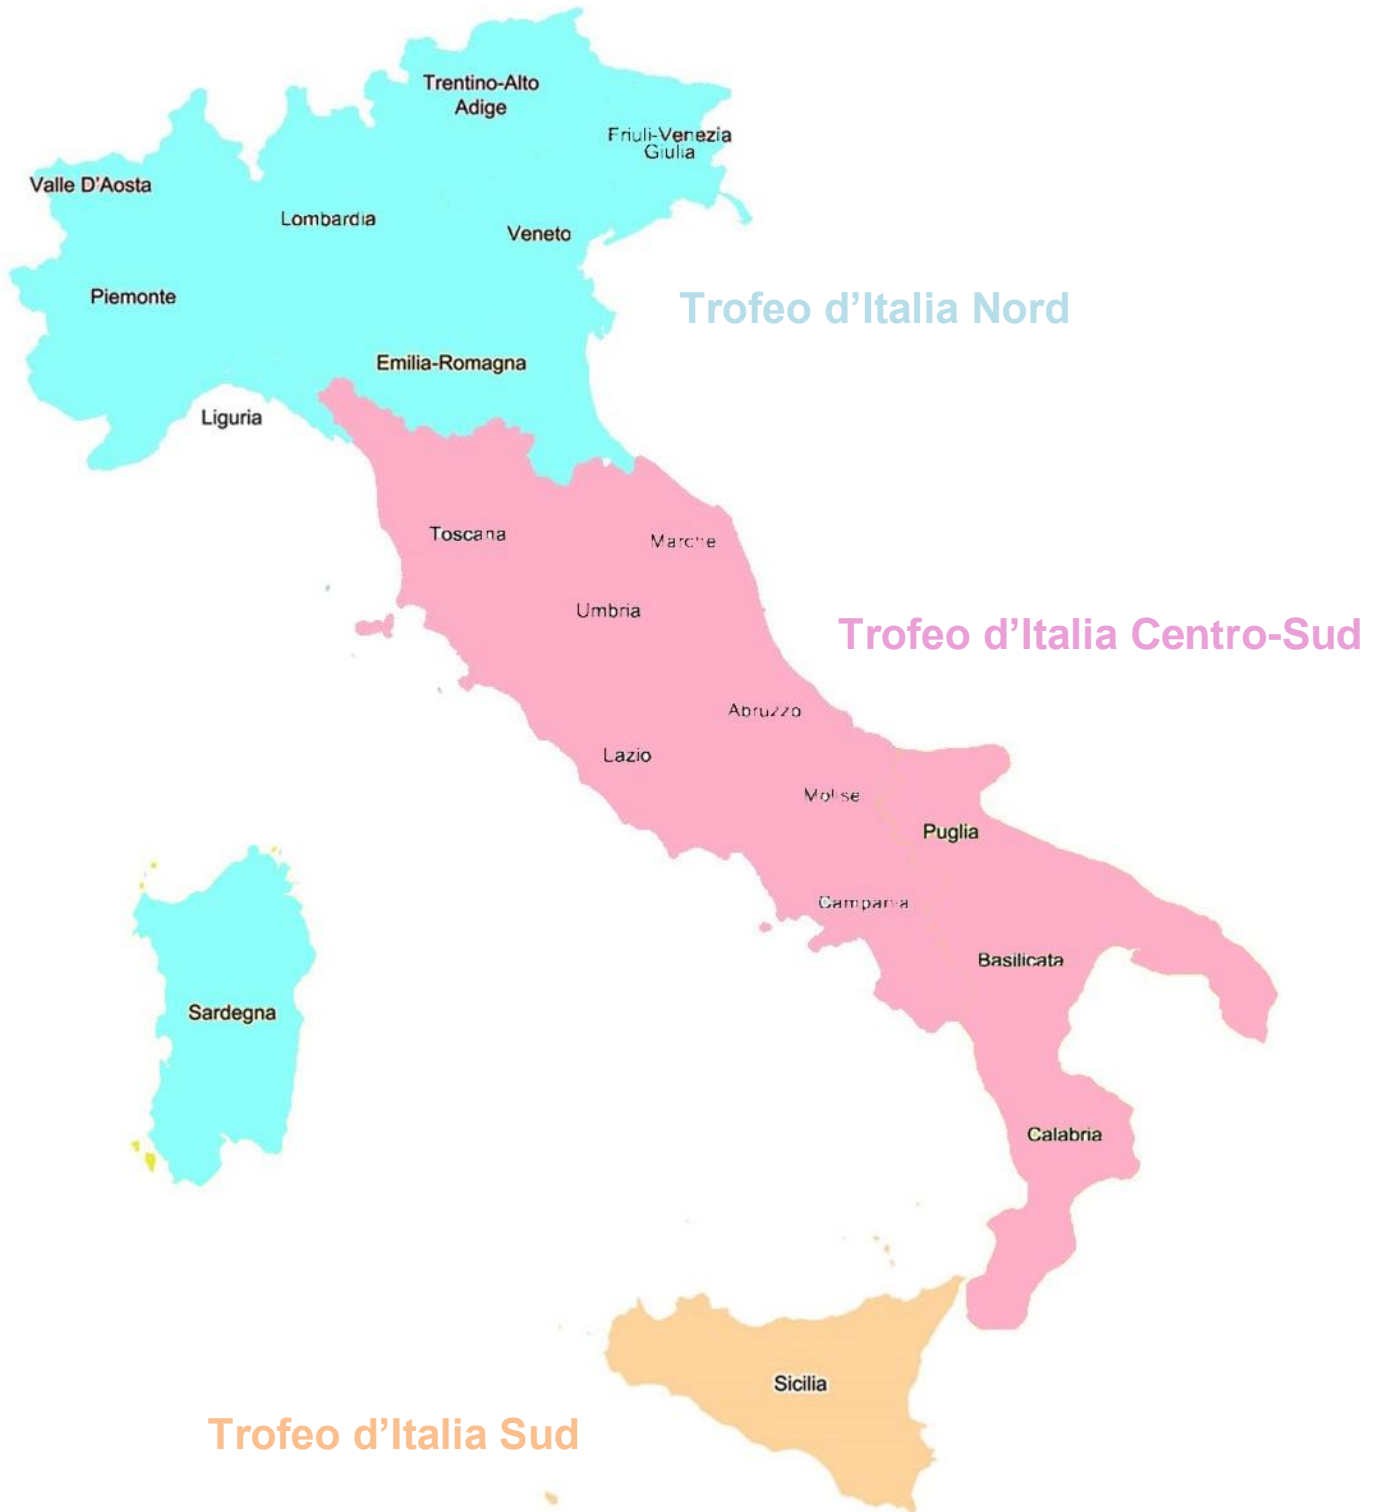 Trentino-Alto
Adige
Friuli-Venezia
Giulia
Valle D'Aosta
Lombardia
Veneto
Piemonte
Trofeo d’Italia Nord
Emilia-Romagna
Liguria
Toscana
Marche
Umbria
Trofeo d’Italia Centro-Sud
Abruzzo
Lazio
Molise
Puglia
Campania
Basilicata
Sardegna
Calabria
Sicilia
Trofeo d’Italia Sud